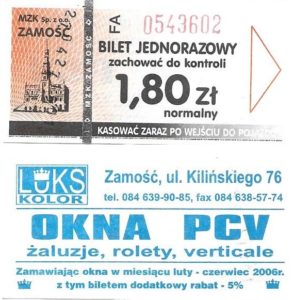 MZK Sp. z o.o.
ZAMOŚĆ
MZK ZAMOŚĆ
FA
0543602
BILET JEDNORAZOWY
zachować do kontroli
1,80 zł
normalny
KASOWAĆ ZARAZ PO WEJŚCIU DO POJAZDU
LUKS
KOLOR
Zamość, ul. Kilińskiego 76
tel. 084 639-90-85, fax 084 638-57-74
OKNA PCV
żaluzje, rolety, verticale
Zamawiając okna w miesiącu luty - czerwiec 2006r.
z tym biletem dodatkowy rabat - 5%